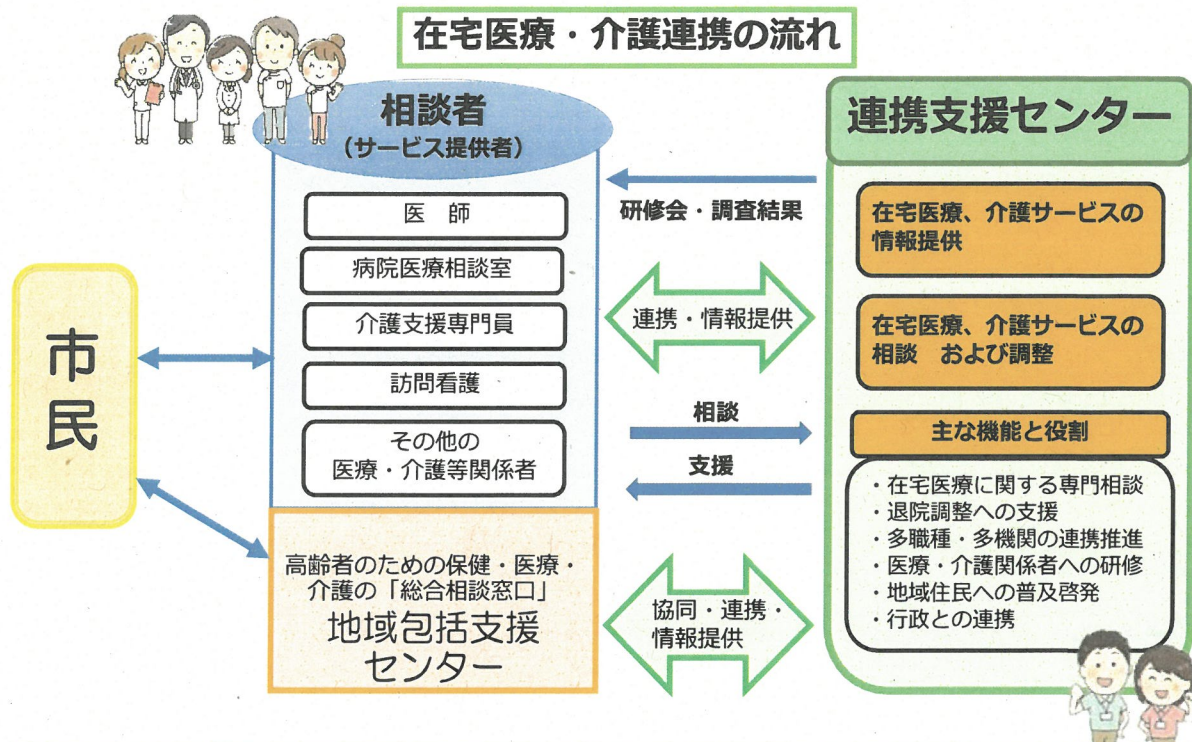 在宅医療・介護連携の流れ
相談者
（サービス提供者）
医　師
病院医療相談室
介護支援専門員
訪問看護
その他の
医療・介護等関係者
高齢者のための保健・医療・
介護の「総合相談窓口」
地域包括支援
センター
市
民
研修会・調査結果
連携・情報提供
相談
支援
協同・連携・
情報提供
連携支援センター
在宅医療、介護サービスの
情報提供
在宅医療、介護サービスの
相談　および調整
主な機能と役割
・在宅医療に関する専門相談
・退院調整への支援
・多職種・多機関の連携推進
・医療・介護関係者への研修
・地域住民への普及啓発
・行政との連携